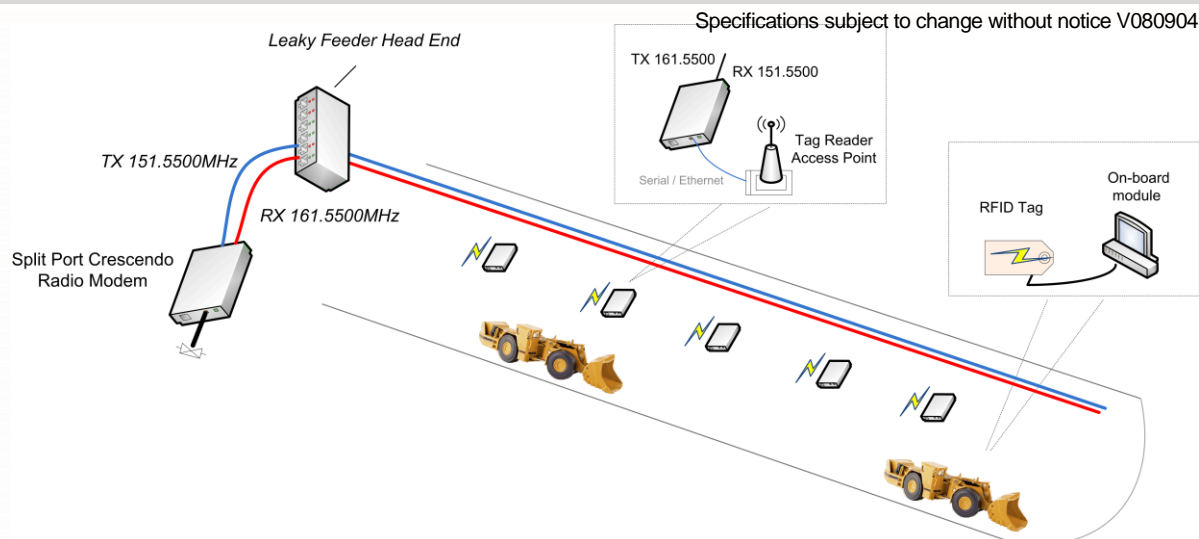 Specifications subject to change without notice V080904
Leaky Feeder Head End
TX 151.5500MHz
RX 161.5500MHz
Split Port Crescendo
Radio Modem
TX 161.5500
RX 151.5500
Tag Reader
Access Point
Serial / Ethernet
RFID Tag
On-board
module